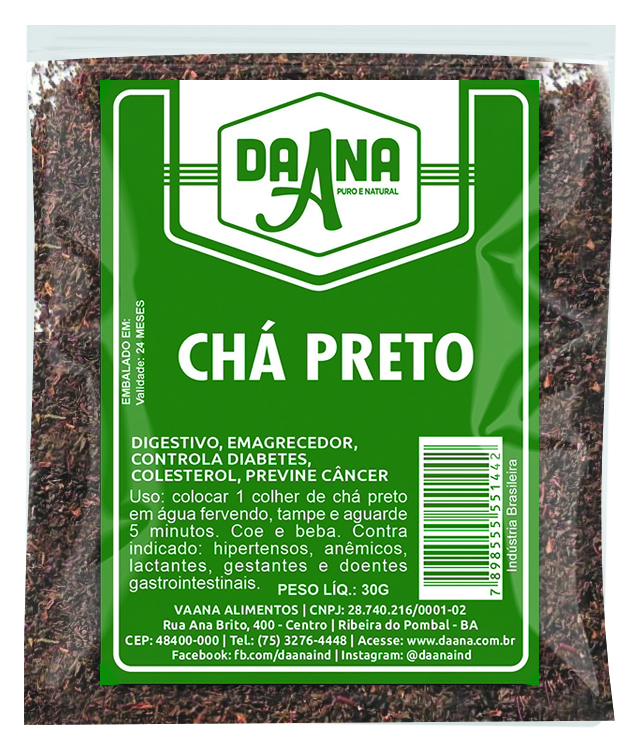 DAANA
PURO E NATURAL
EMBALADO EM:
Validade: 24 MESES
CHÁ PRETO
DIGESTIVO, EMAGRECEDOR,
CONTROLA DIABETES,
COLESTEROL, PREVINE CÂNCER
Uso: colocar 1 colher de chá preto
em água fervendo, tampe e aguarde
5 minutos. Coe e beba. Contra
indicado: hipertensos, anêmicos,
lactantes, gestantes e doentes
gastrointestinais.
PESO LÍQ.: 30G
7 898555 551442
Indústria Brasileira
VAANA ALIMENTOS | CNPJ: 28.740.216/0001-02
Rua Ana Brito, 400 - Centro | Ribeira do Pombal - BA
CEP: 48400-000 | TeL: (75) 3276-4448 | Acesse: www.daana.com.br
Facebook: fb.com/daanaind | Instagram: @daanaind